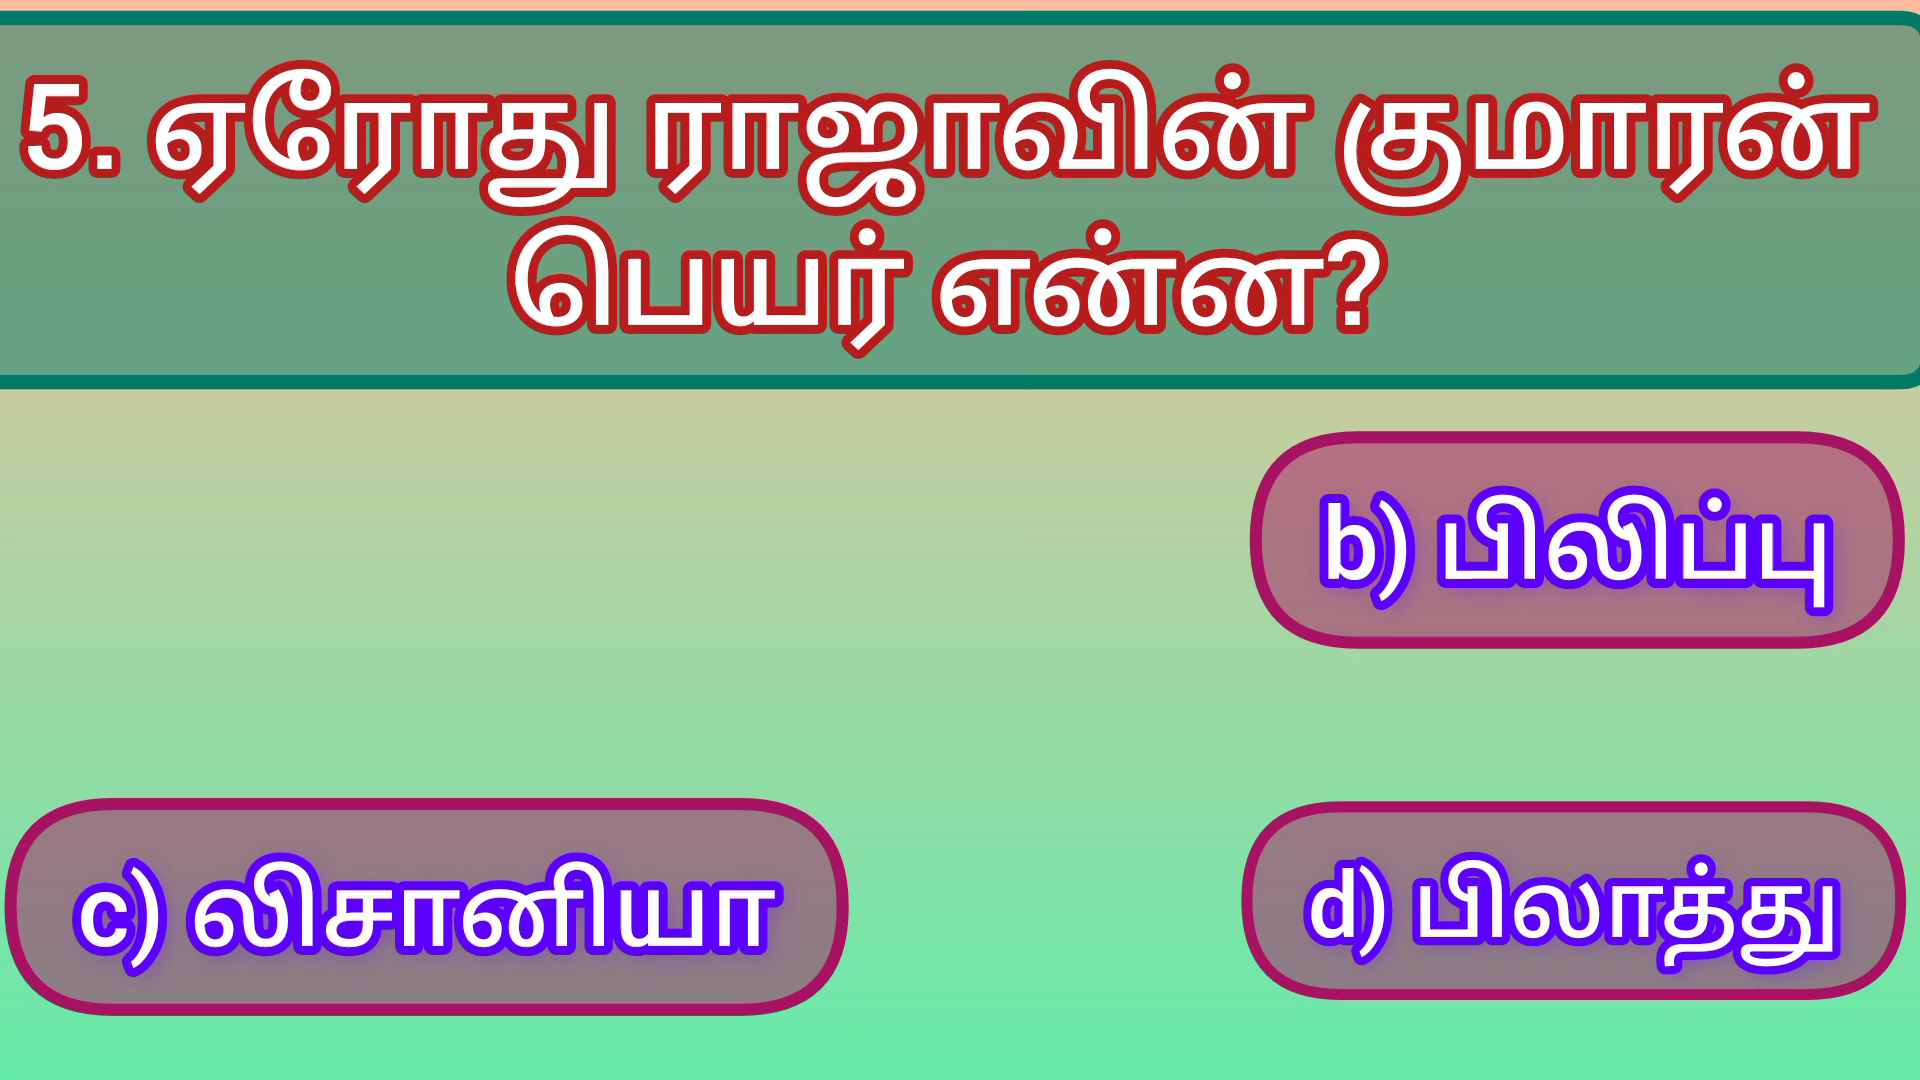 5. ஏரோது ராஜாவின் குமாரன்
பெயர் என்ன?
b) பிலிப்பு
c) லிசானியா
d) பிலாத்து